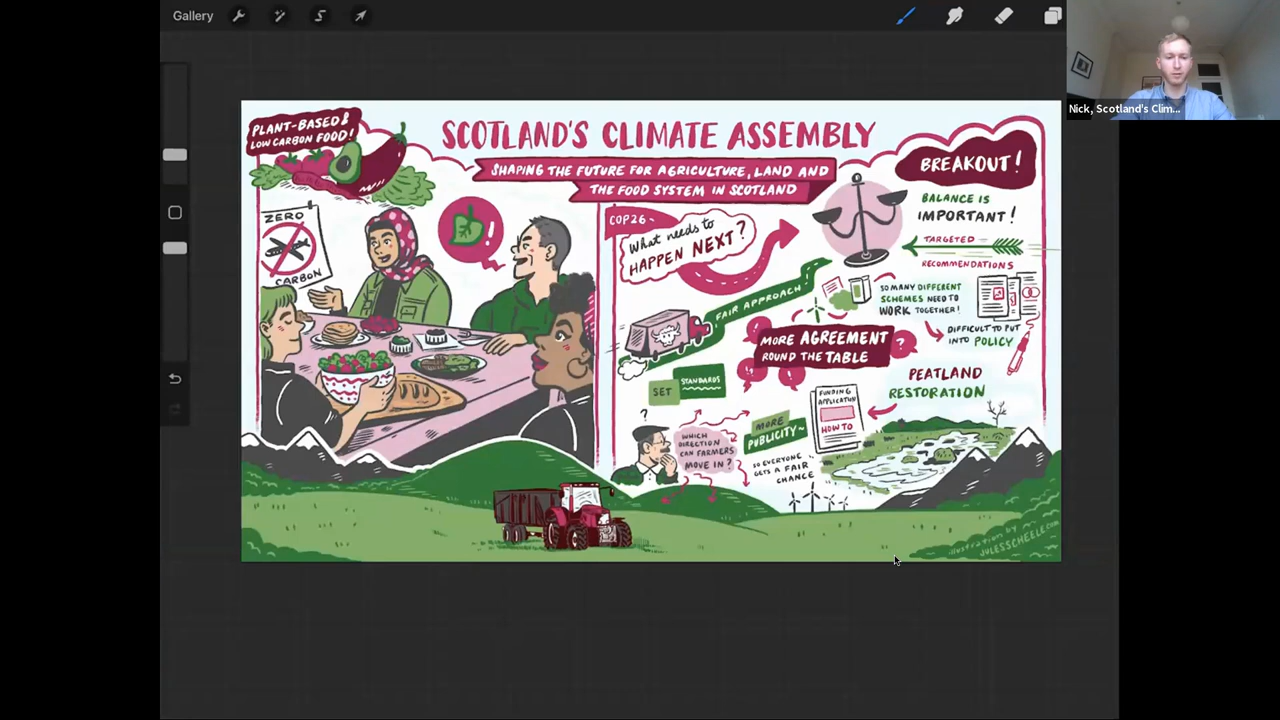 Gallery
Nick, Scotland's Clim...
PLANT-BASED &
LOW CARBON FOOD!
SCOTLAND'S CLIMATE ASSEMBLY
SHAPING THE FUTURE FOR AGRICULTURE, LAND AND
THE FOOD SYSTEM IN SCOTLAND
BREAKOUT!
ZERO
CARBON
!
COP26~
What needs to
HAPPEN NEXT?
BALANCE IS
IMPORTANT!
TARGETED
RECOMMENDATIONS
FAIR APPROACH
SO MANY DIFFERENT
SCHEMES NEED TO
WORK TOGETHER!
DIFFICULT TO PUT
INTO POLICY
MORE AGREEMENT
ROUND THE TABLE
?
?
SET STANDARDS
PEATLAND
RESTORATION
FUNDING
APPLICATION
HOW TO
?
WHICH
DIRECTION
CAN FARMERS
MOVE IN?
MORE
PUBLICITY~
SO EVERYONE
GETS A FAIR
CHANCE
illustration by
JULESSCHEELE.COM